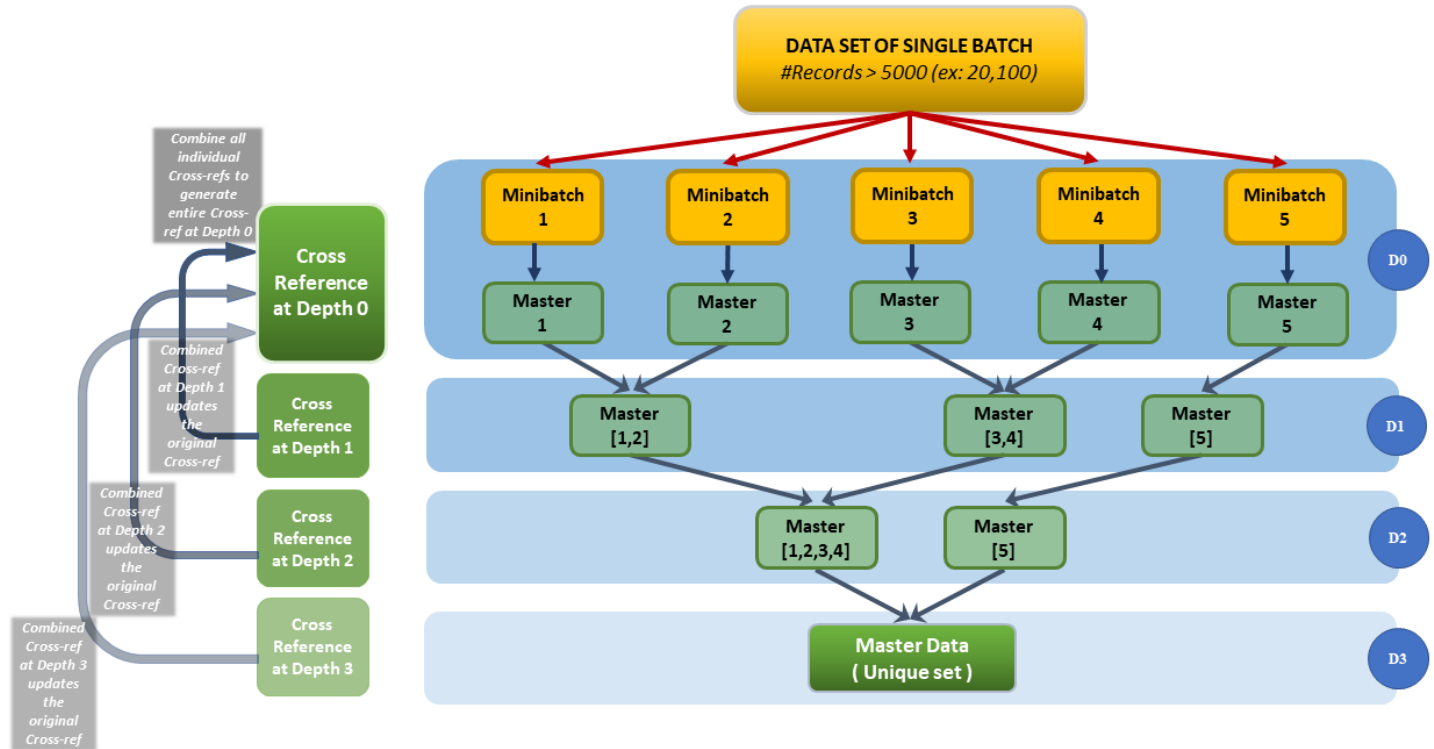 DATA SET OF SINGLE BATCH
#Records > 5000 (ex: 20,100)
Combine all
individual
Cross-refs to
generate
entire Cross-
ref at Depth 0
Cross
Reference
at Depth 0
Minibatch
1
Minibatch
2
Minibatch
3
Minibatch
4
Minibatch
5
D0
Master
1
Master
2
Master
3
Master
4
Master
5
Combined
Cross-ref
at Depth 1
updates
the
original
Cross-ref
Cross
Reference
at Depth 1
Master
[1,2]
Master
[3,4]
Master
[5]
D1
Combined
Cross-ref
at Depth 2
updates
the
original
Cross-ref
Cross
Reference
at Depth 2
Master
[1,2,3,4]
Master
[5]
D2
Combined
Cross-ref
at Depth 3
updates
the
original
Cross-ref
Cross
Reference
at Depth 3
Master Data
( Unique set )
D3